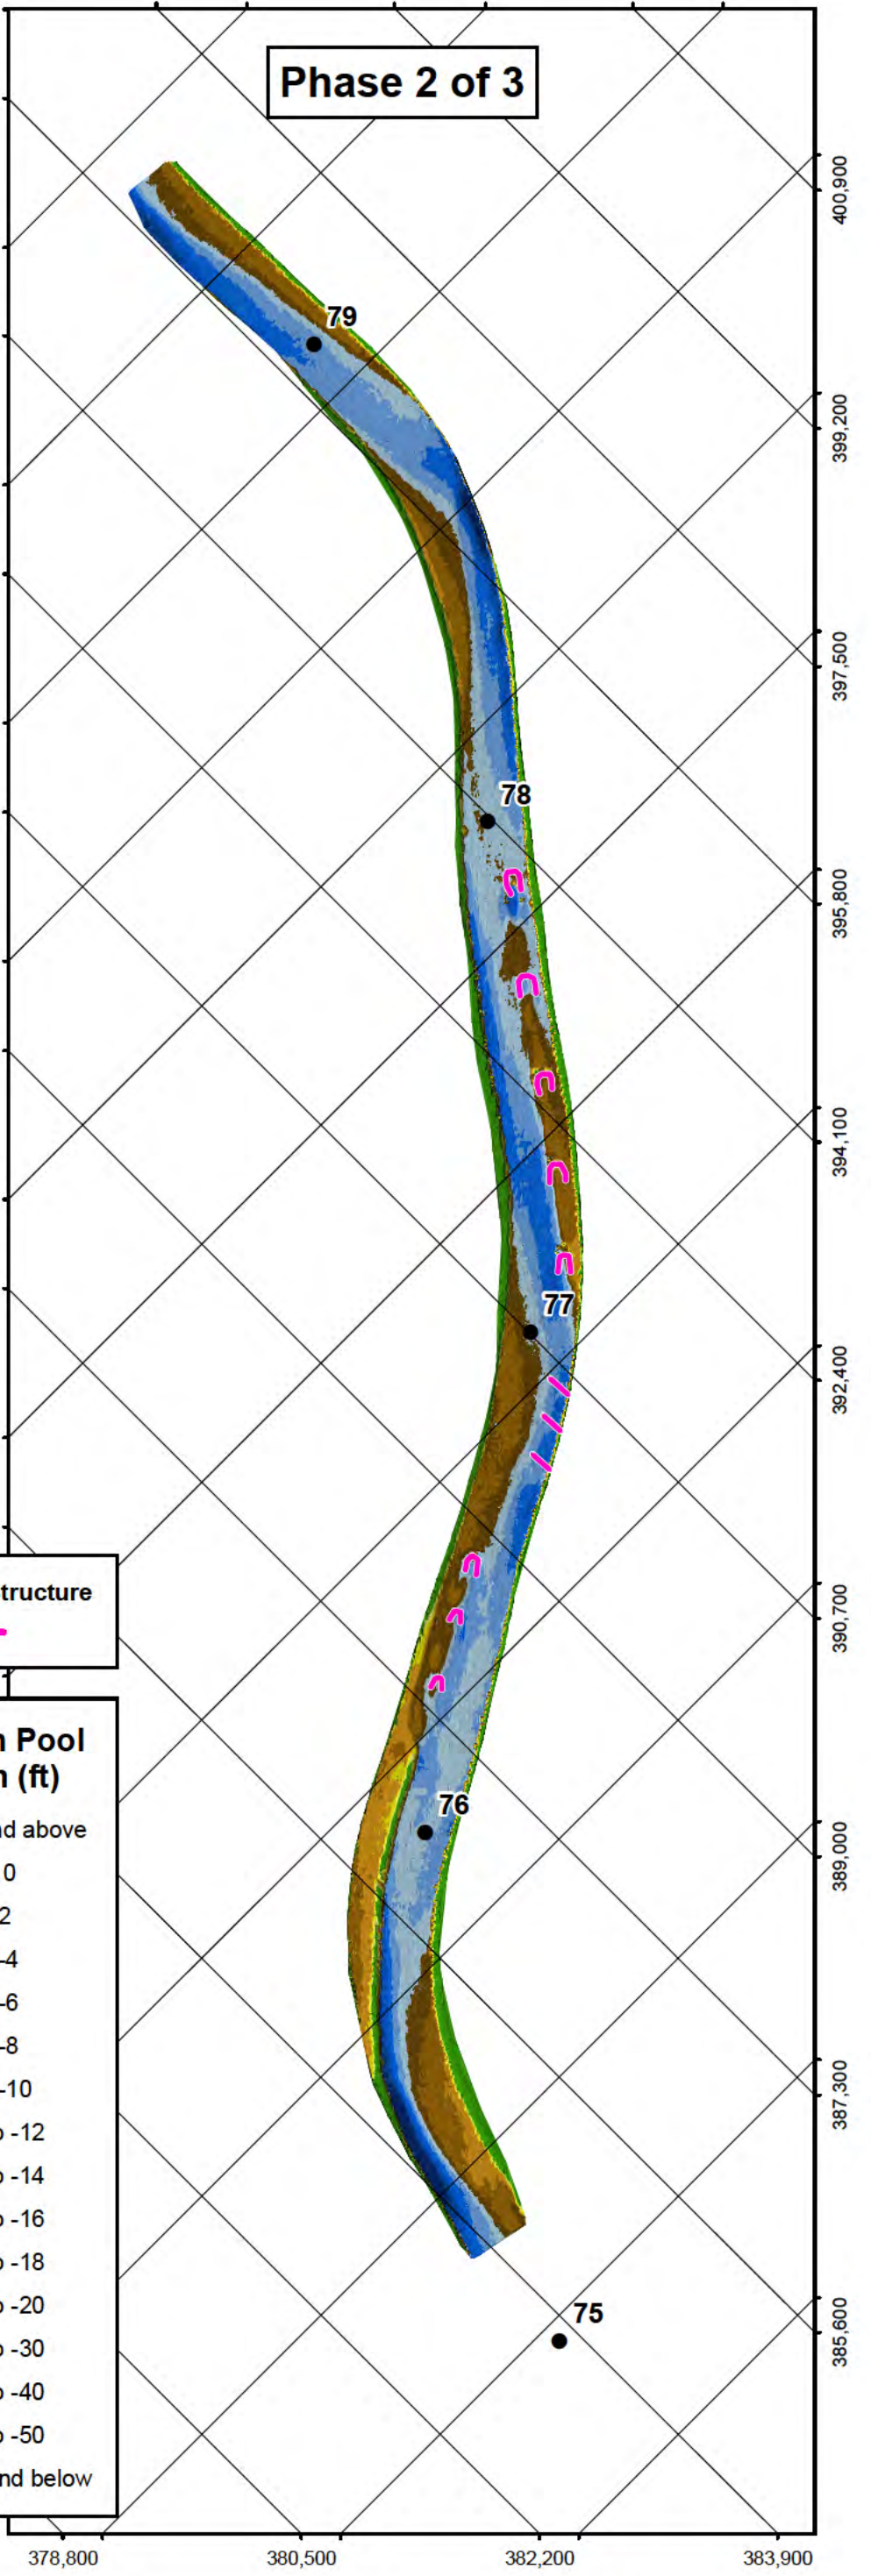 Phase 2 of 3
400,900
79
399,200
397,500
78
395,800
394,100
77
392,400
tructure
390,700
n Pool
n (ft)
nd above
0
2
-4
-6
-8
-10
o -12
o -14
o -16
o -18
o -20
o -30
o -40
o -50
nd below
76
389,000
387,300
75
385,600
378,800
380,500
382,200
383,900